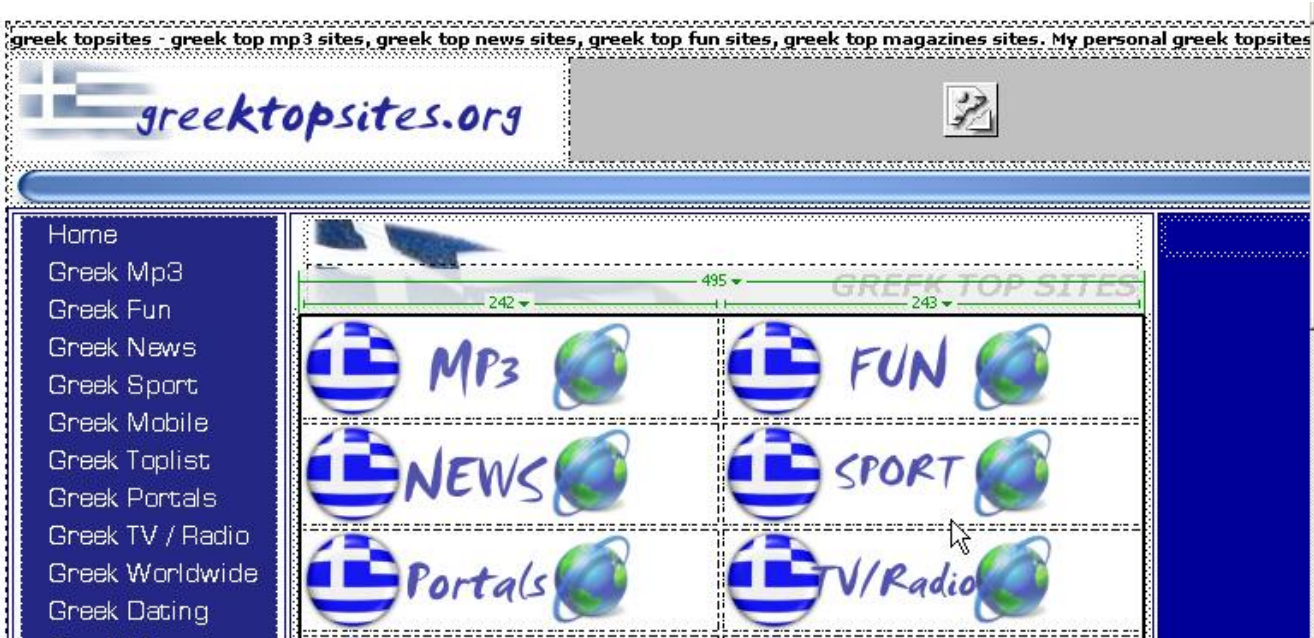 greek topsites - greek top mp3 sites, greek top news sites, greek top fun sites, greek top magazines sites. My personal greek topsites
greektopsites.org
Home
Greek Mp3
Greek Fun
Greek News
Greek Sport
Greek Mobile
Greek Toplist
Greek Portals
Greek TV / Radio
Greek Worldwide
Greek Dating
495
GREEK TOP SITES
242
243
MP3
FUN
NEWS
SPORT
Portals
TV/Radio